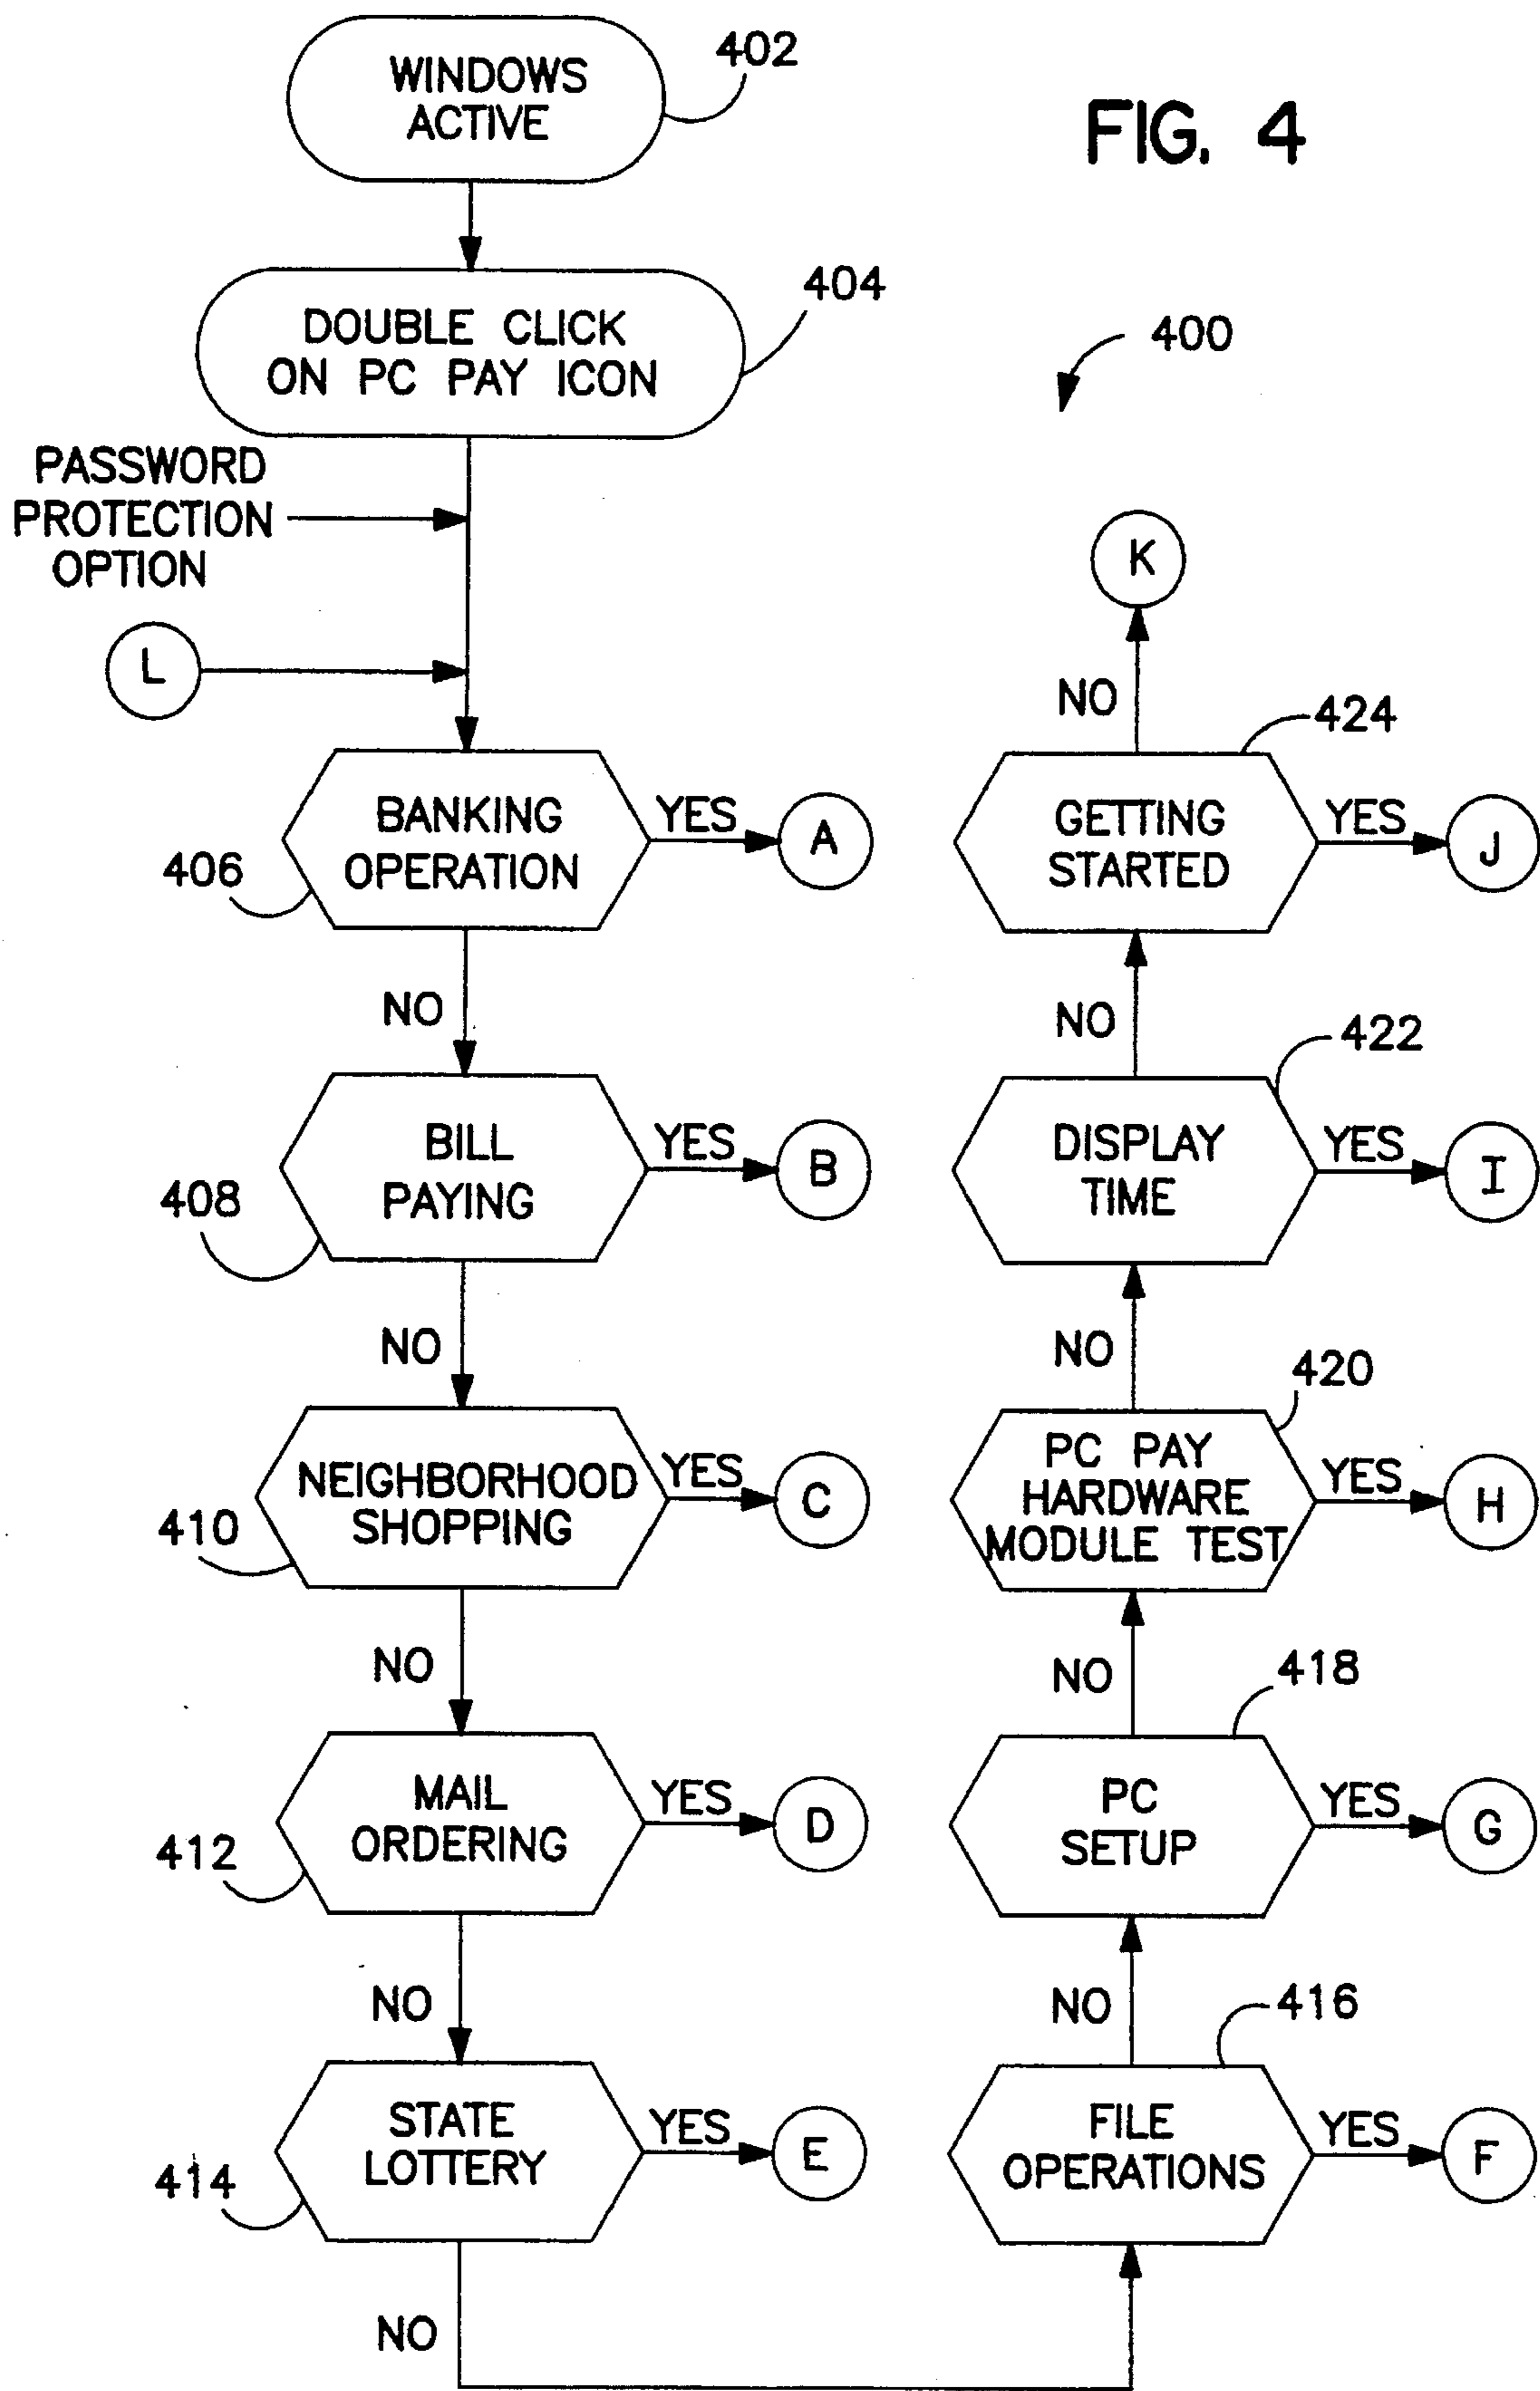 FIG. 4
400
WINDOWS
ACTIVE
402
DOUBLE CLICK
ON PC PAY ICON
404
PASSWORD
PROTECTION
OPTION
L
BANKING
OPERATION
406
YES
A
NO
BILL
PAYING
408
YES
B
NO
NEIGHBORHOOD
SHOPPING
410
YES
C
NO
MAIL
ORDERING
412
YES
D
NO
STATE
LOTTERY
414
YES
E
NO
FILE
OPERATIONS
416
YES
F
NO
PC
SETUP
418
YES
G
NO
PC PAY
HARDWARE
MODULE TEST
420
YES
H
NO
DISPLAY
TIME
422
YES
I
NO
GETTING
STARTED
424
YES
J
NO
K